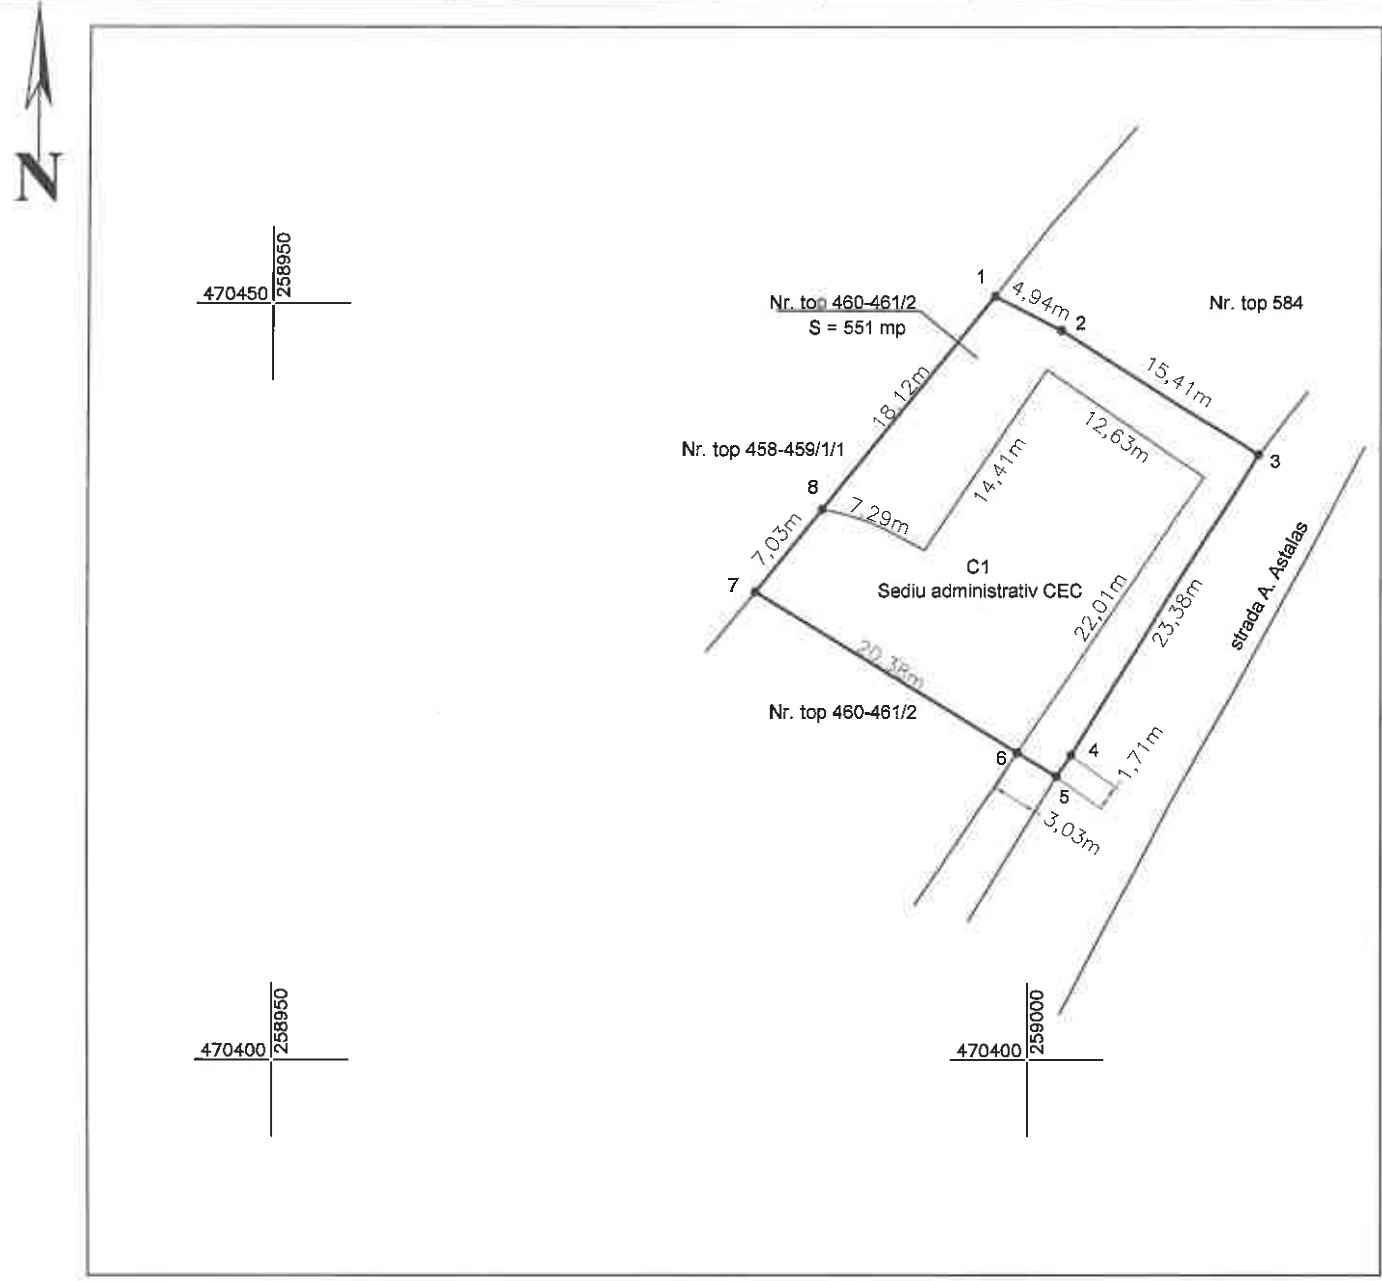 N
258950
470450
1
4,94m
2
Nr. top 584
Nr. top 460-461/2
S = 551 mp
15,41m
18,12m
12,63m
3
Nr. top 458-459/1/1
14,41m
8
7,29m
7,03m
C1
Sediu administrativ CEC
7
22,01m
23,38m
strada A. Astalas
20,38m
Nr. top 460-461/2
6
4
1,71m
5
3,03m
258950
470400
259000
470400